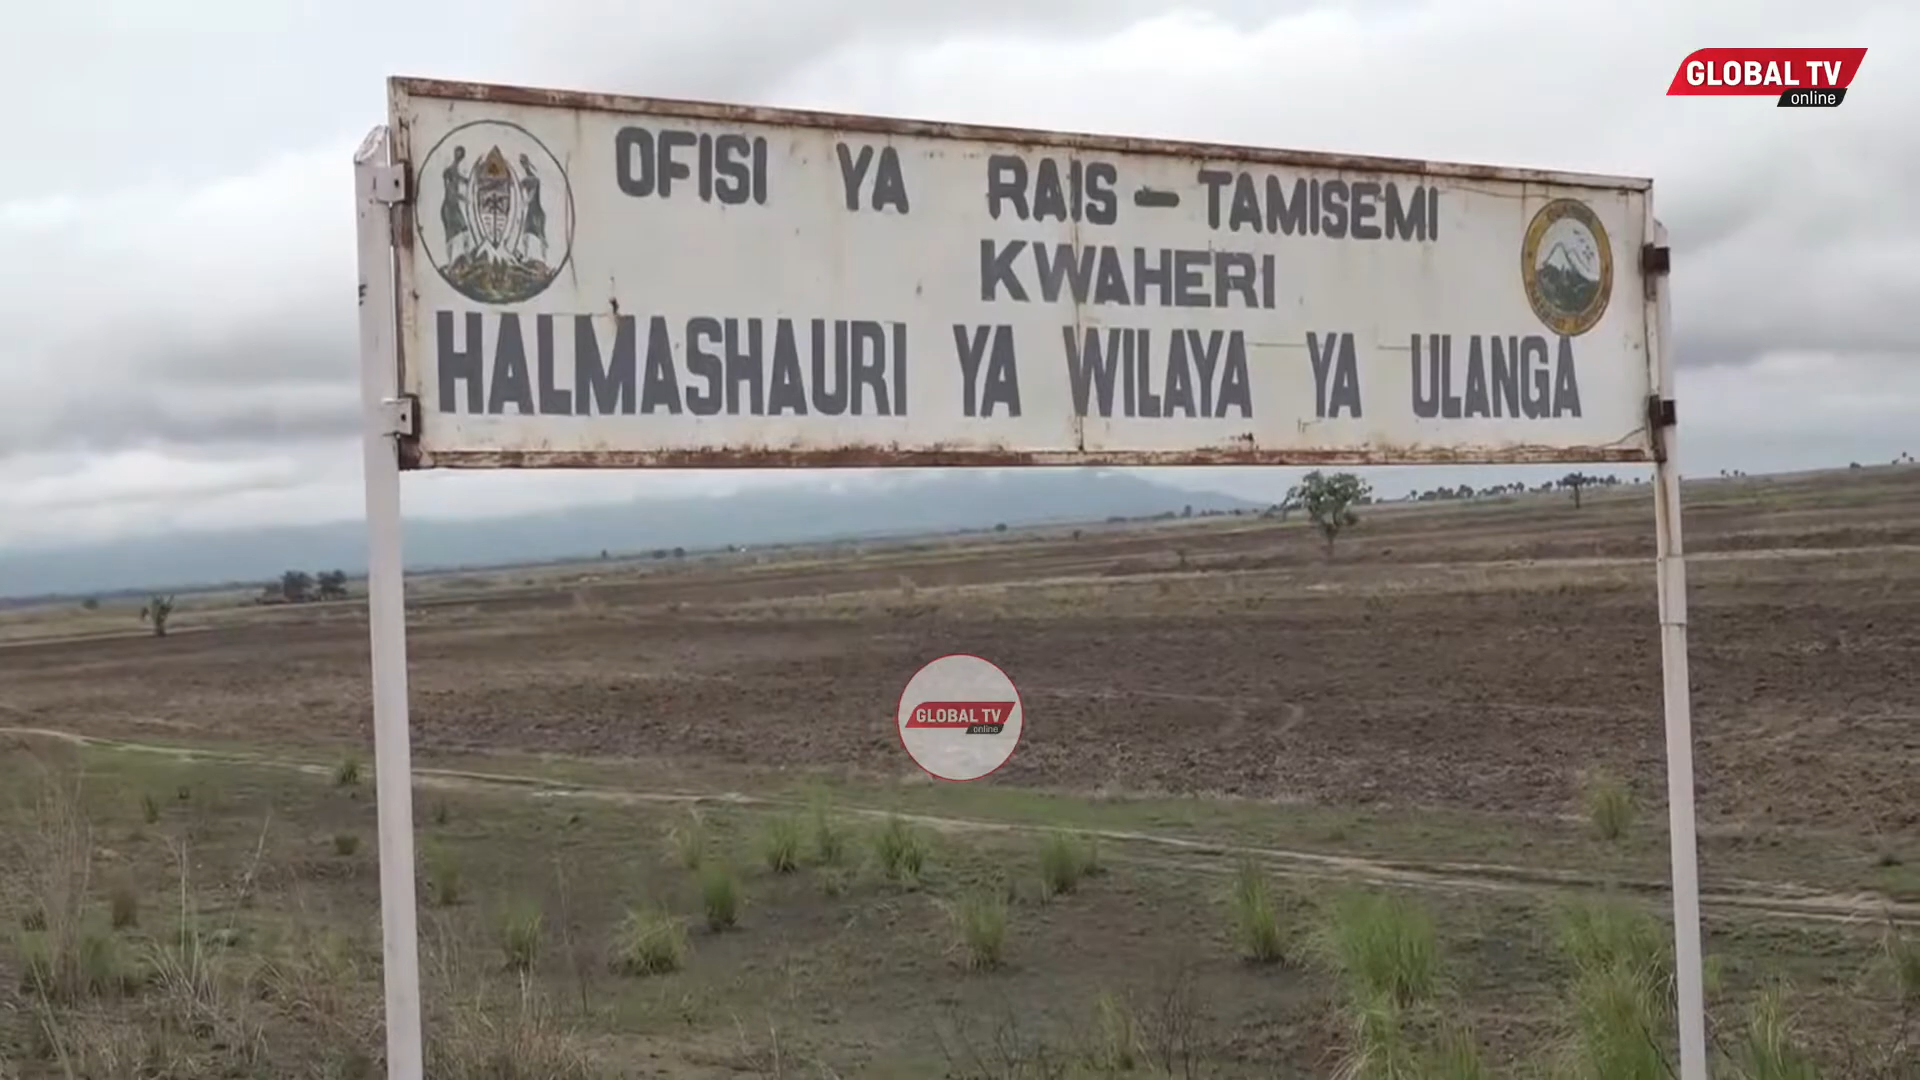 GLOBAL TV
online
OFISI YA RAIS - TAMISEMI
KWAHERI
HALMASHAURI YA WILAYA YA ULANGA
GLOBAL TV
online